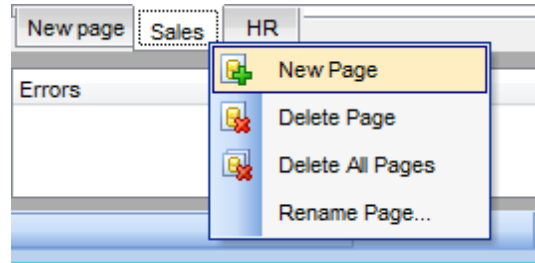 New page Sales HR
New Page
Errors
Delete Page
Delete All Pages
Rename Page...